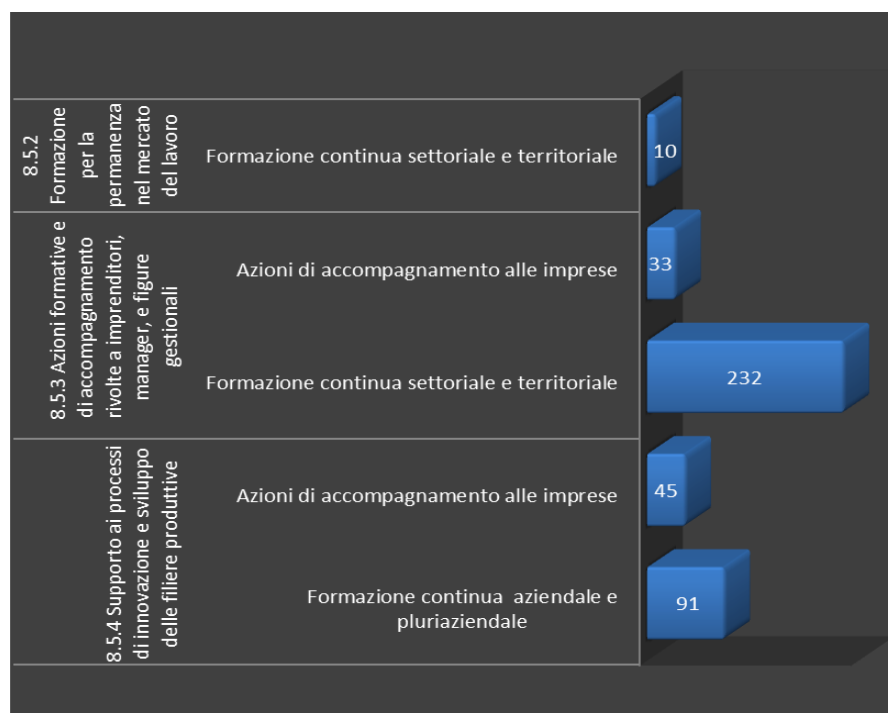 8.5.2
Formazione
per la
permanenza
nel mercato
del lavoro
Formazione continua settoriale e territoriale
10
8.5.3 Azioni formative e
di accompagnamento
rivolte a imprenditori,
manager, e figure
gestionali
Azioni di accompagnamento alle imprese
33
Formazione continua settoriale e territoriale
232
8.5.4 Supporto ai processi
di innovazione e sviluppo
delle filiere produttive
Azioni di accompagnamento alle imprese
45
Formazione continua aziendale e
pluriaziendale
91